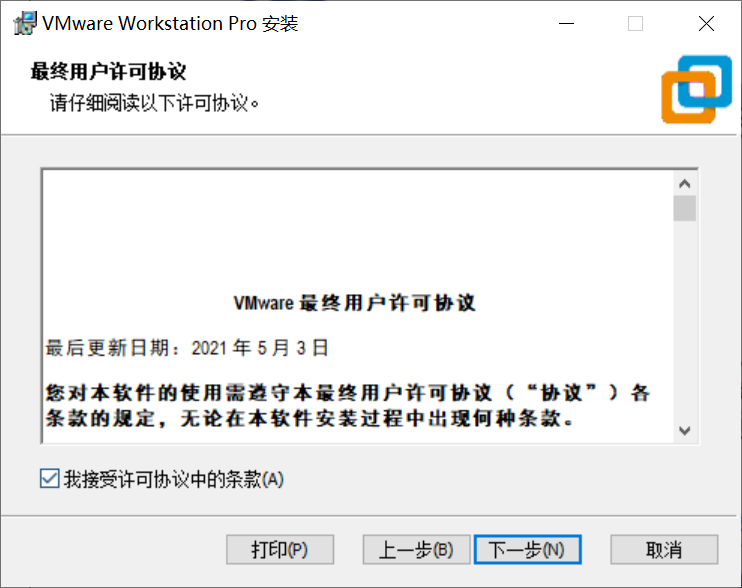 VMware Workstation Pro 安装
最终用户许可协议
请仔细阅读以下许可协议。
VMware 最终用户许可协议
最后更新日期：2021 年 5 月 3 日
您对本软件的使用需遵守本最终用户许可协议（“协议”）各
条款的规定，无论在本软件安装过程中出现何种条款。
我接受许可协议中的条款(A)
打印(P)
上一步(B)
下一步(N)
取消